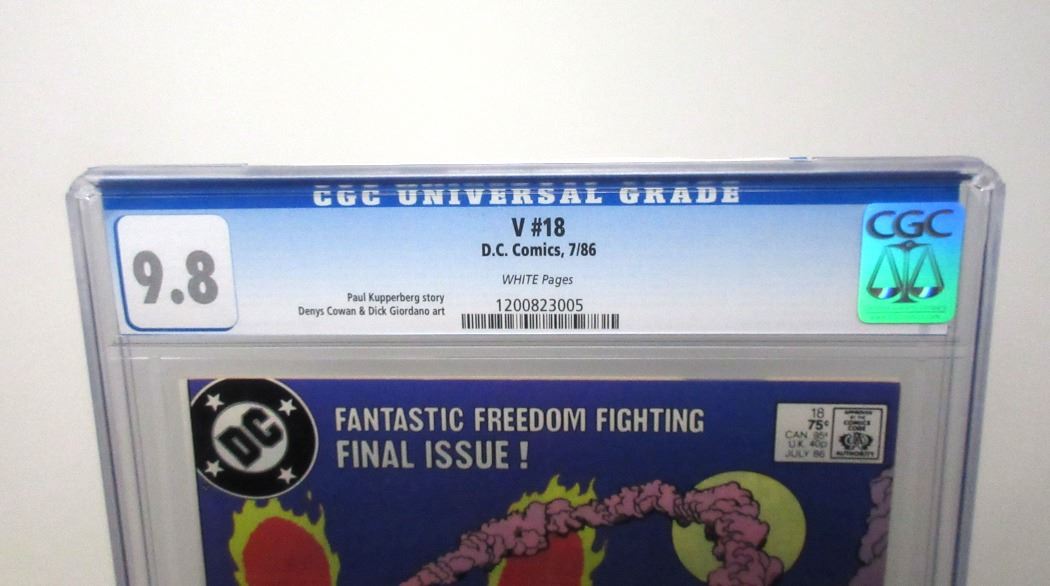 CGC UNIVERSAL GRADE
9.8
V #18
D.C. Comics, 7/86
WHITE Pages
Paul Kupperberg story
Denys Cowan & Dick Giordano art
1200823005
CGC
DC
FANTASTIC FREEDOM FIGHTING
FINAL ISSUE!
18
75¢
CAN. 95¢
U.K. 40p
JULY 86
APPROVED
BY THE
COMICS
CODE
AUTHORITY